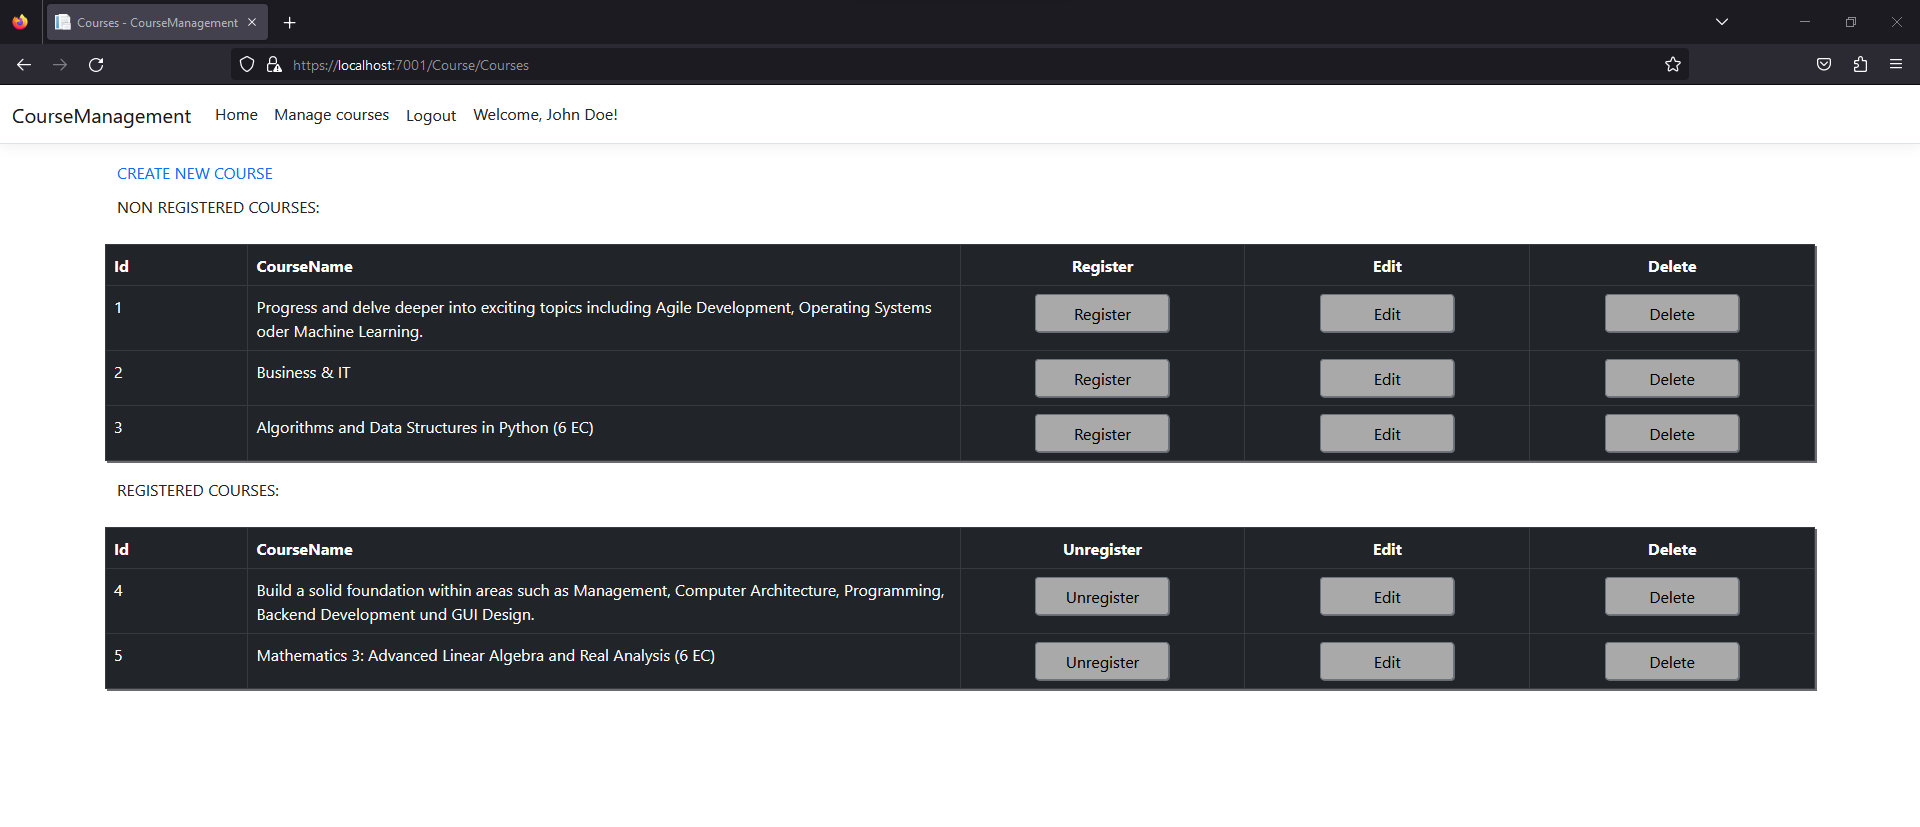 Courses - CourseManagement
https://localhost:7001/Course/Courses
CourseManagement Home Manage courses Logout Welcome, John Doe!
CREATE NEW COURSE
NON REGISTERED COURSES:
Id CourseName Register Edit Delete
1 Progress and delve deeper into exciting topics including Agile Development, Operating Systems Register Edit Delete
oder Machine Learning.
2 Business & IT Register Edit Delete
3 Algorithms and Data Structures in Python (6 EC) Register Edit Delete
REGISTERED COURSES:
Id CourseName Unregister Edit Delete
4 Build a solid foundation within areas such as Management, Computer Architecture, Programming, Unregister Edit Delete
Backend Development und GUI Design.
5 Mathematics 3: Advanced Linear Algebra and Real Analysis (6 EC) Unregister Edit Delete